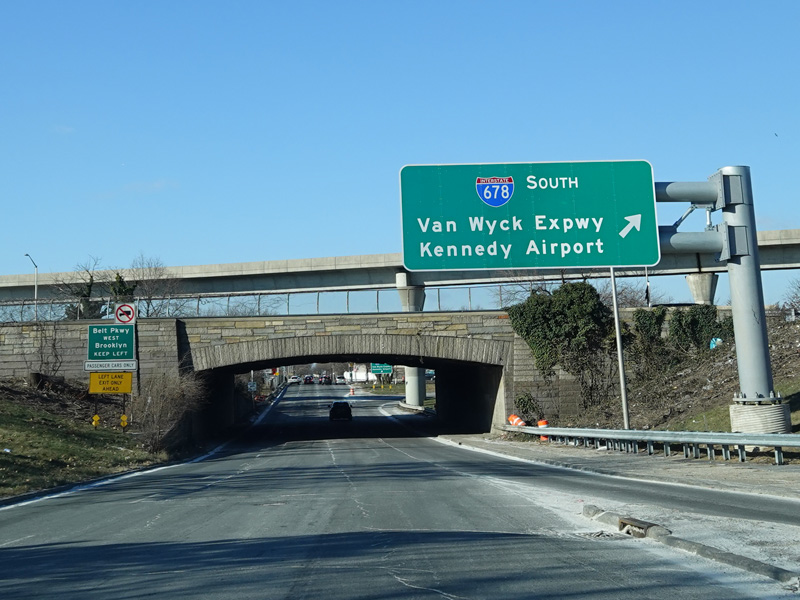 INTERSTATE
678
SOUTH
Van Wyck Expwy
Kennedy Airport
Belt Pkwy
WEST
Brooklyn
KEEP LEFT
PASSENGER CARS ONLY
LEFT LANE
EXIT ONLY
AHEAD